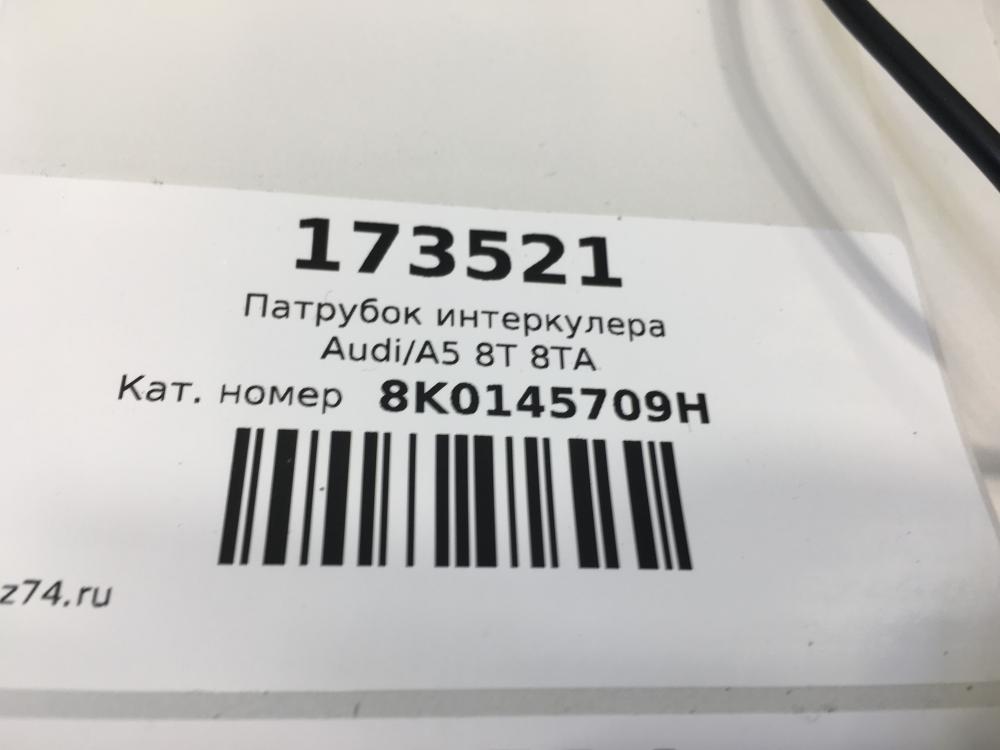 173521
Патрубок интеркулера
Audi/A5 8T 8TA
Кат. номер 8K0145709H
z74.ru